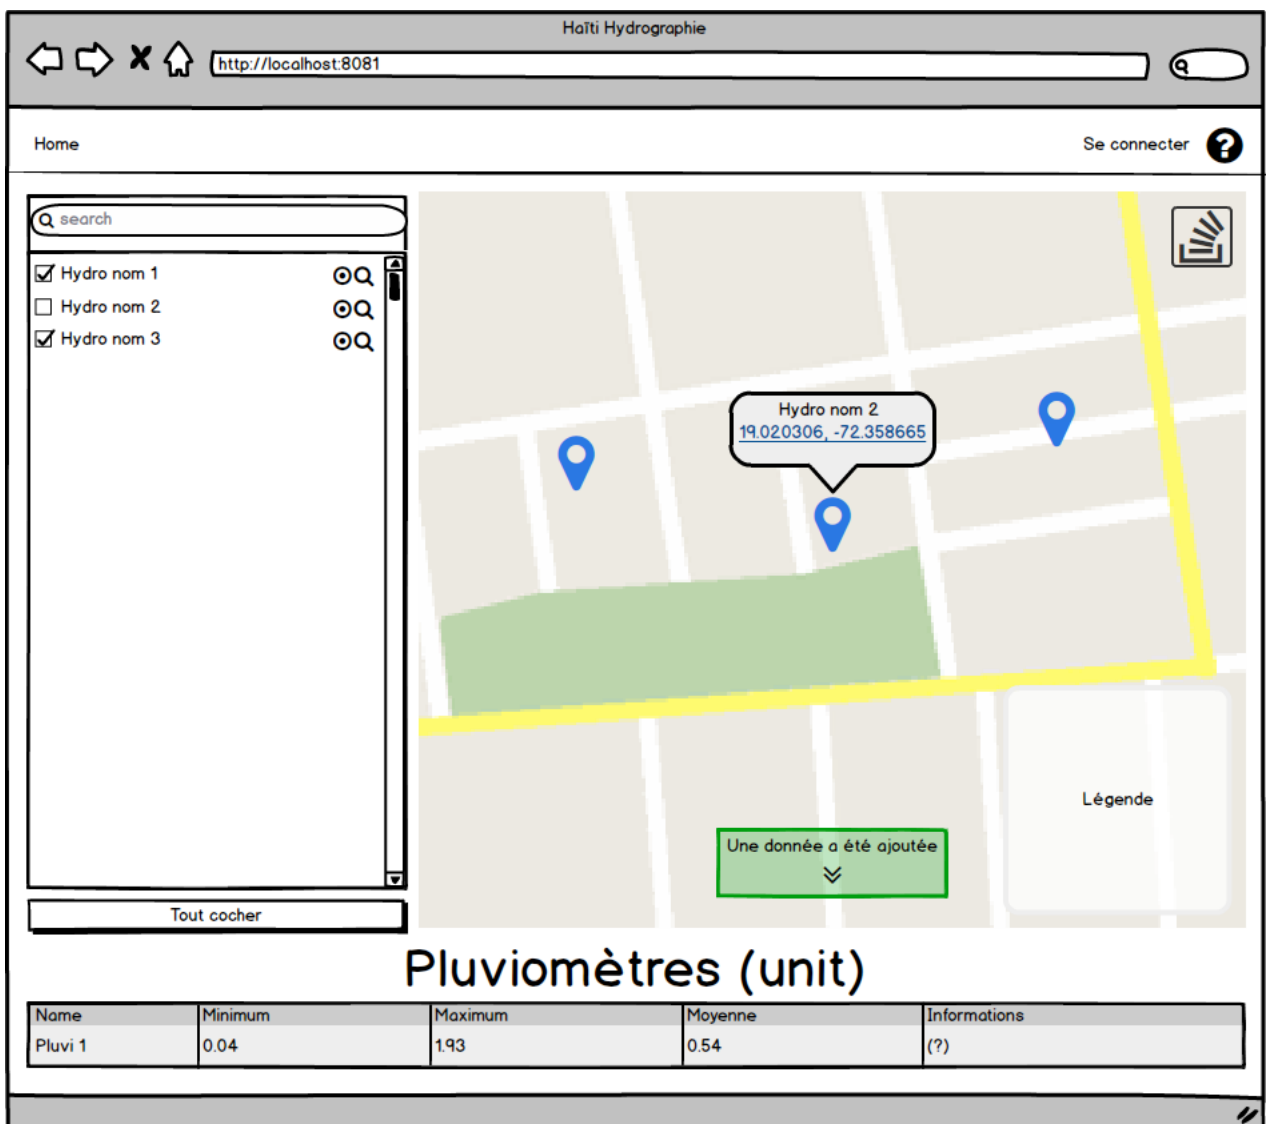 Haïti Hydrographie
http://localhost:8081
Home
Se connecter
?
search
Hydro nom 1
Hydro nom 2
Hydro nom 3
Tout cocher
Hydro nom 2
19.020306, -72.358665
Légende
Une donnée a été ajoutée
Pluviomètres (unit)
Name Minimum Maximum Moyenne Informations
Pluvi 1 0.04 1.93 0.54 (?)